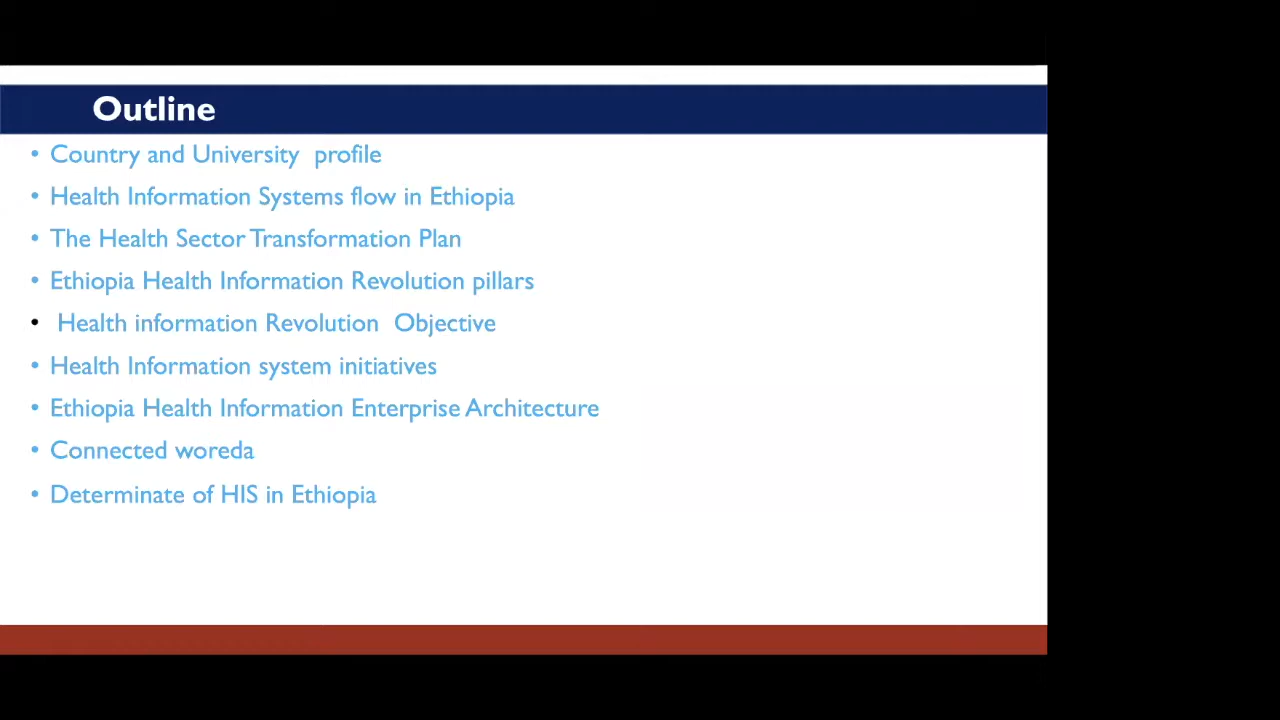 Outline
• Country and University profile
• Health Information Systems flow in Ethiopia
• The Health Sector Transformation Plan
• Ethiopia Health Information Revolution pillars
• Health information Revolution Objective
• Health Information system initiatives
• Ethiopia Health Information Enterprise Architecture
• Connected woreda
• Determinate of HIS in Ethiopia